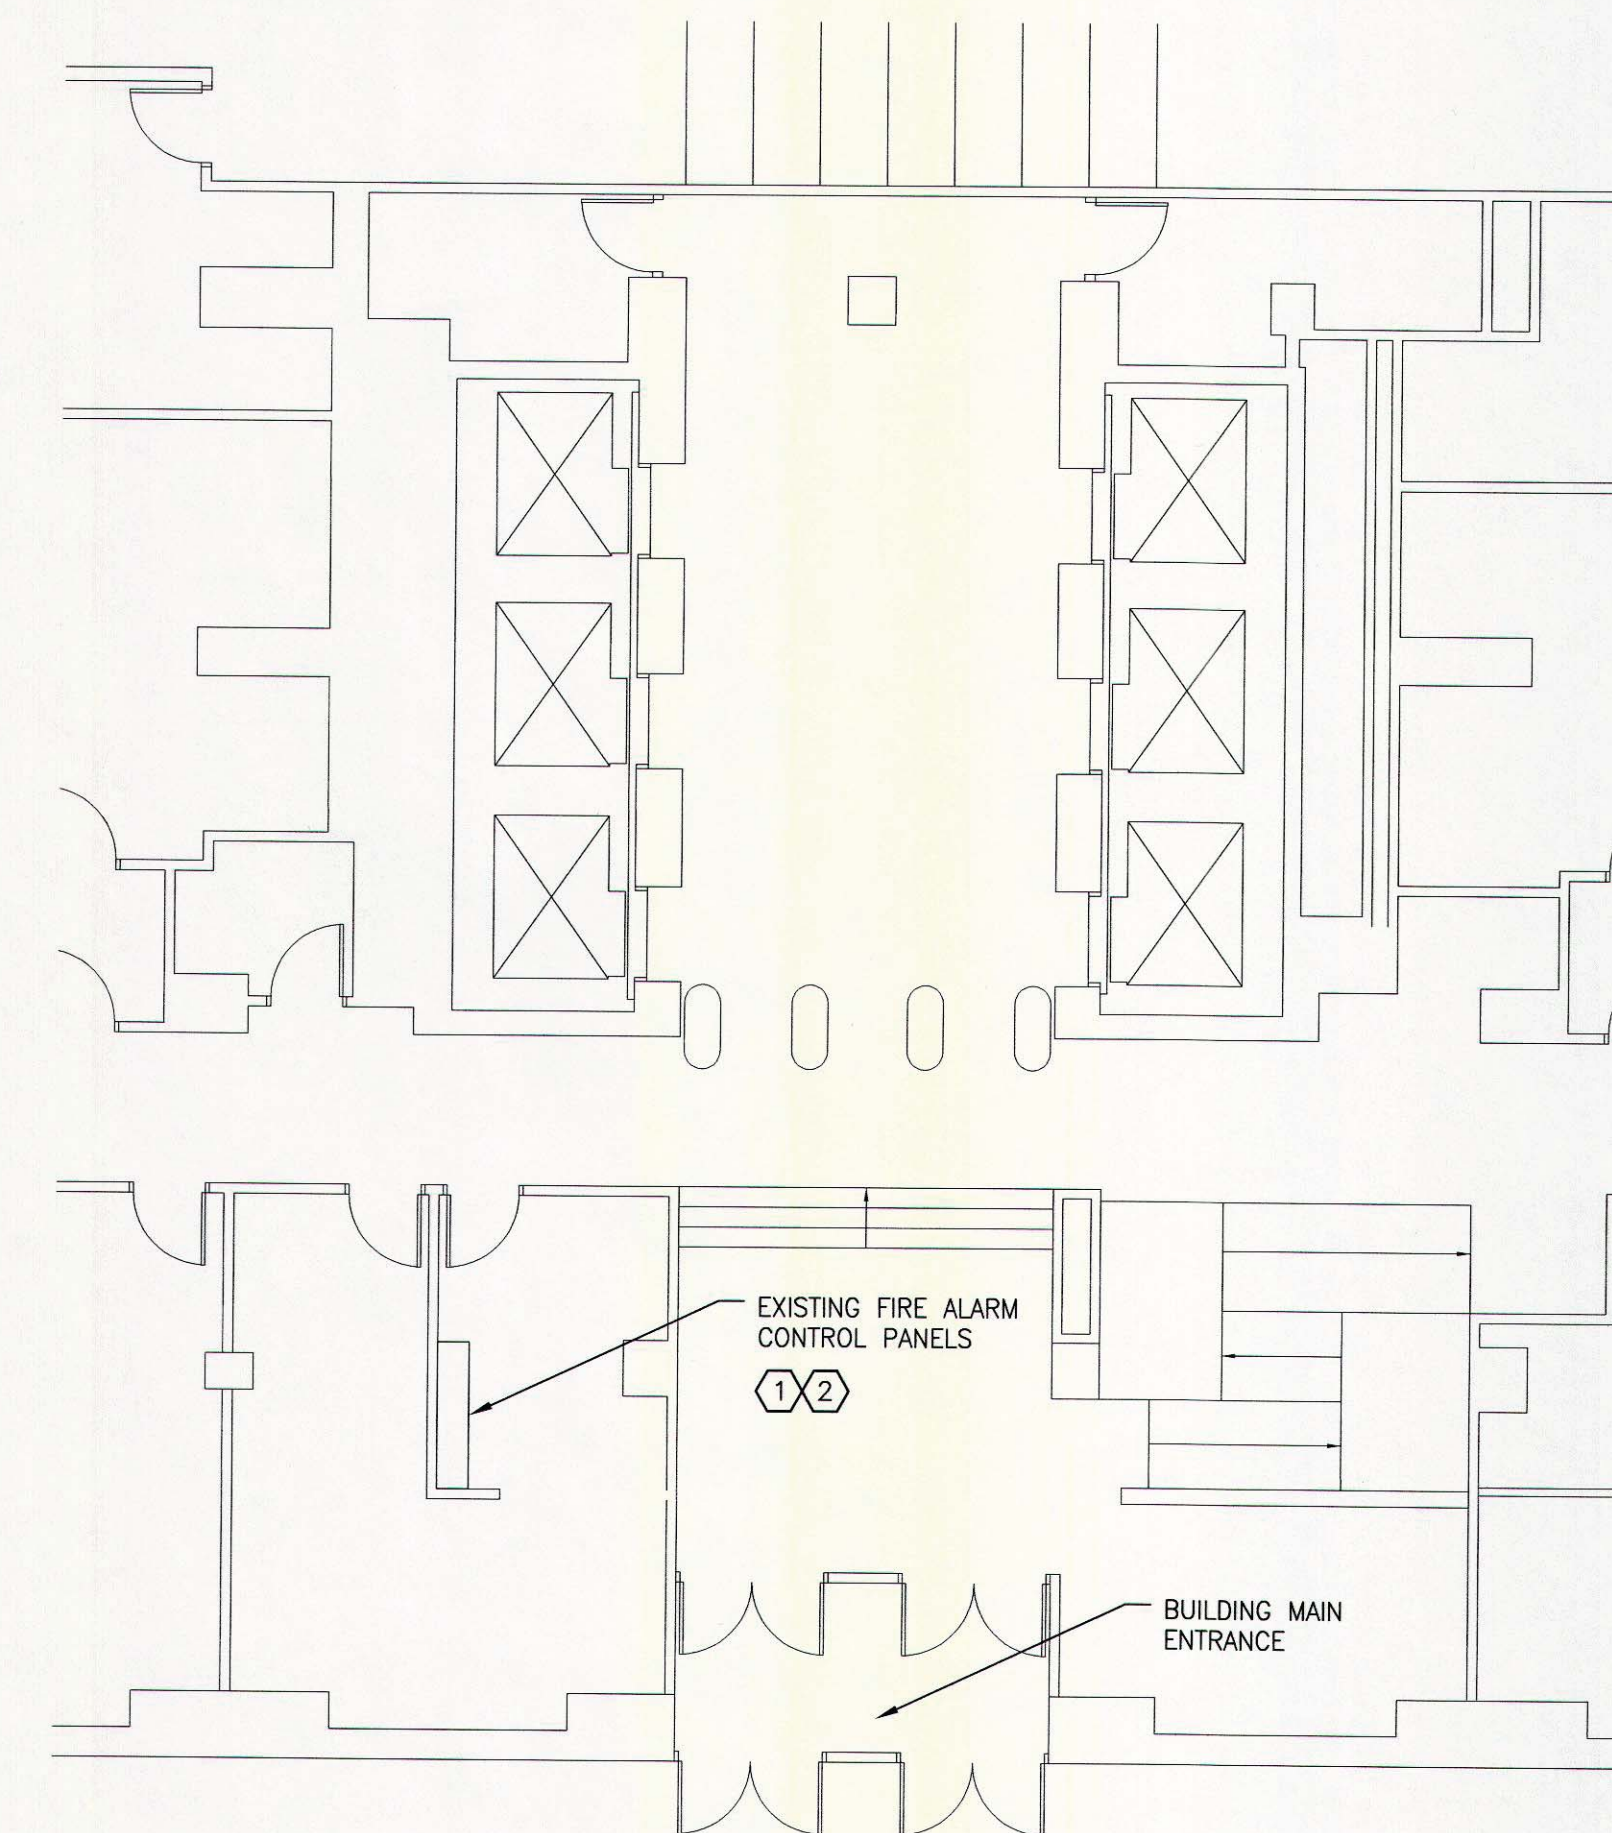 EXISTING FIRE ALARM
CONTROL PANELS
1 2
BUILDING MAIN
ENTRANCE